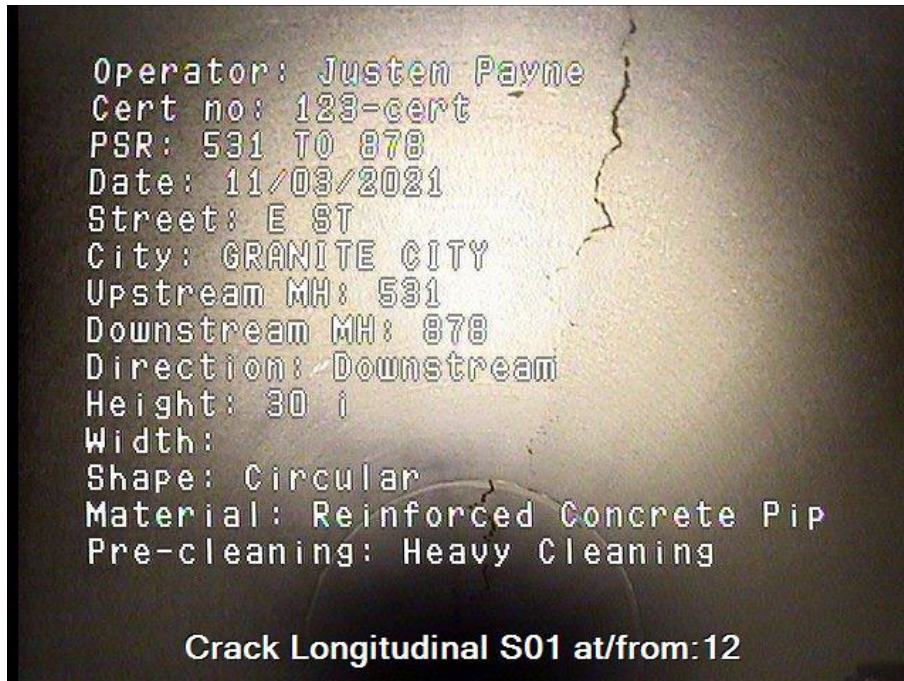 Operator: Justen Payne
Cert no: 123-cert
PSR: 531 TO 878
Date: 11/03/2021
Street: E ST
City: GRANITE CITY
Upstream MH: 531
Downstream MH: 878
Direction: Downstream
Height: 30 i
Width:
Shape: Circular
Material: Reinforced Concrete Pip
Pre-cleaning: Heavy Cleaning
Crack Longitudinal S01 at/from:12